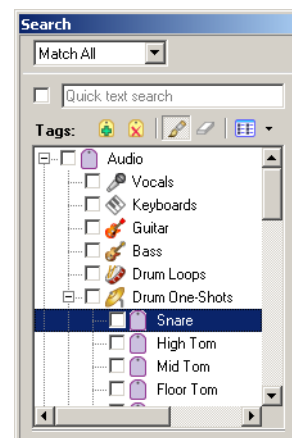 Search
Match All
Quick text search
Tags:
Audio
Vocals
Keyboards
Guitar
Bass
Drum Loops
Drum One-Shots
Snare
High Tom
Mid Tom
Floor Tom